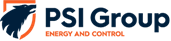 PSI Group
ENERGY AND CONTROL